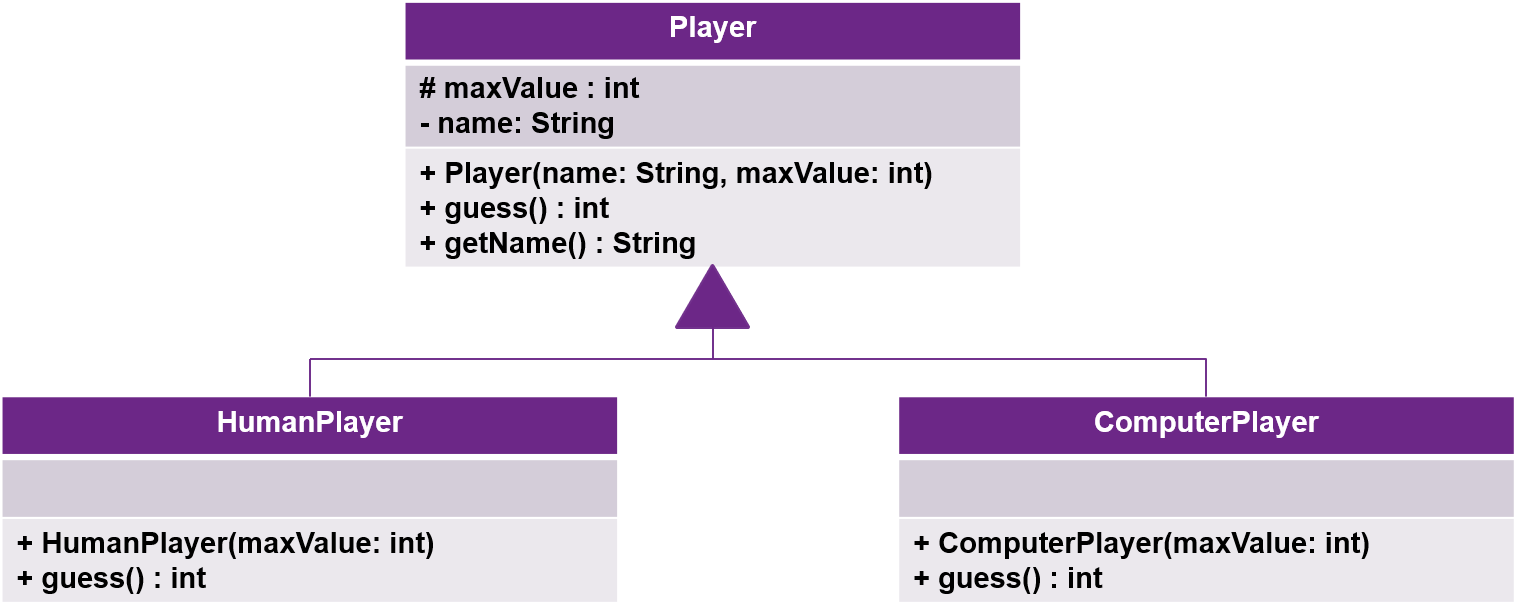 Player
# maxValue : int
- name: String
+ Player(name: String, maxValue: int)
+ guess() : int
+ getName() : String
HumanPlayer
+ HumanPlayer(maxValue: int)
+ guess() : int
ComputerPlayer
+ ComputerPlayer(maxValue: int)
+ guess() : int